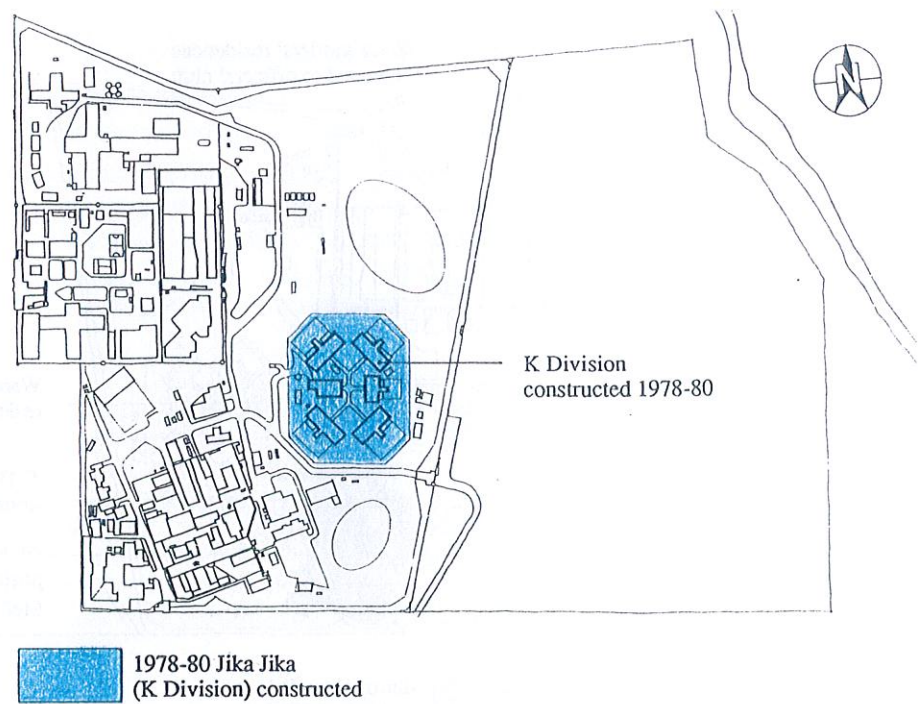 N
K Division
constructed 1978-80
1978-80 Jika Jika
(K Division) constructed